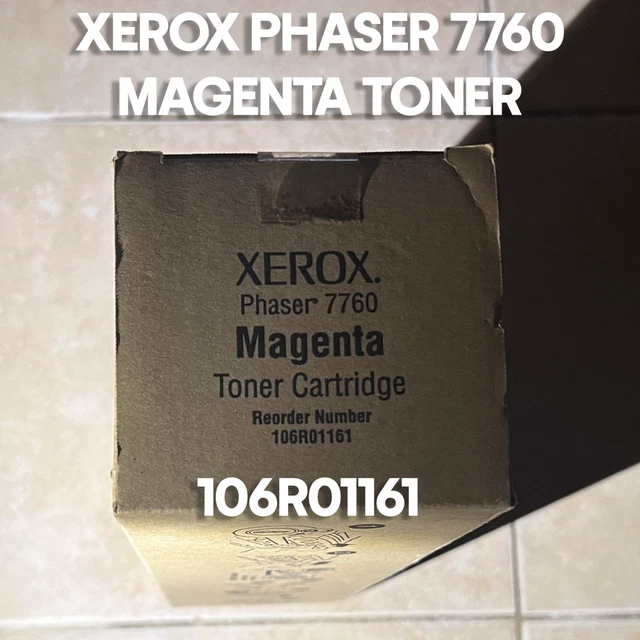 XEROX PHASER 7760
MAGENTA TONER
XEROX.
Phaser® 7760
Magenta
Toner Cartridge
Reorder Number
106R01161
106R01161